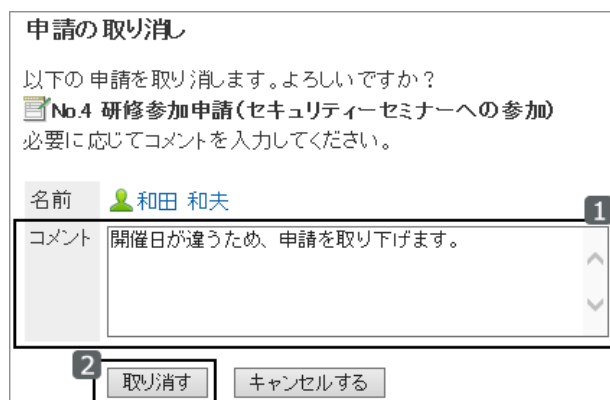 申請の取り消し
以下の申請を取り消します。よろしいですか?
No.4 研修参加申請(セキュリティーセミナーへの参加)
必要に応じてコメントを入力してください。
名前 和田 和夫
1
コメント 開催日が違うため、申請を取り下げます。
2
取り消す キャンセルする